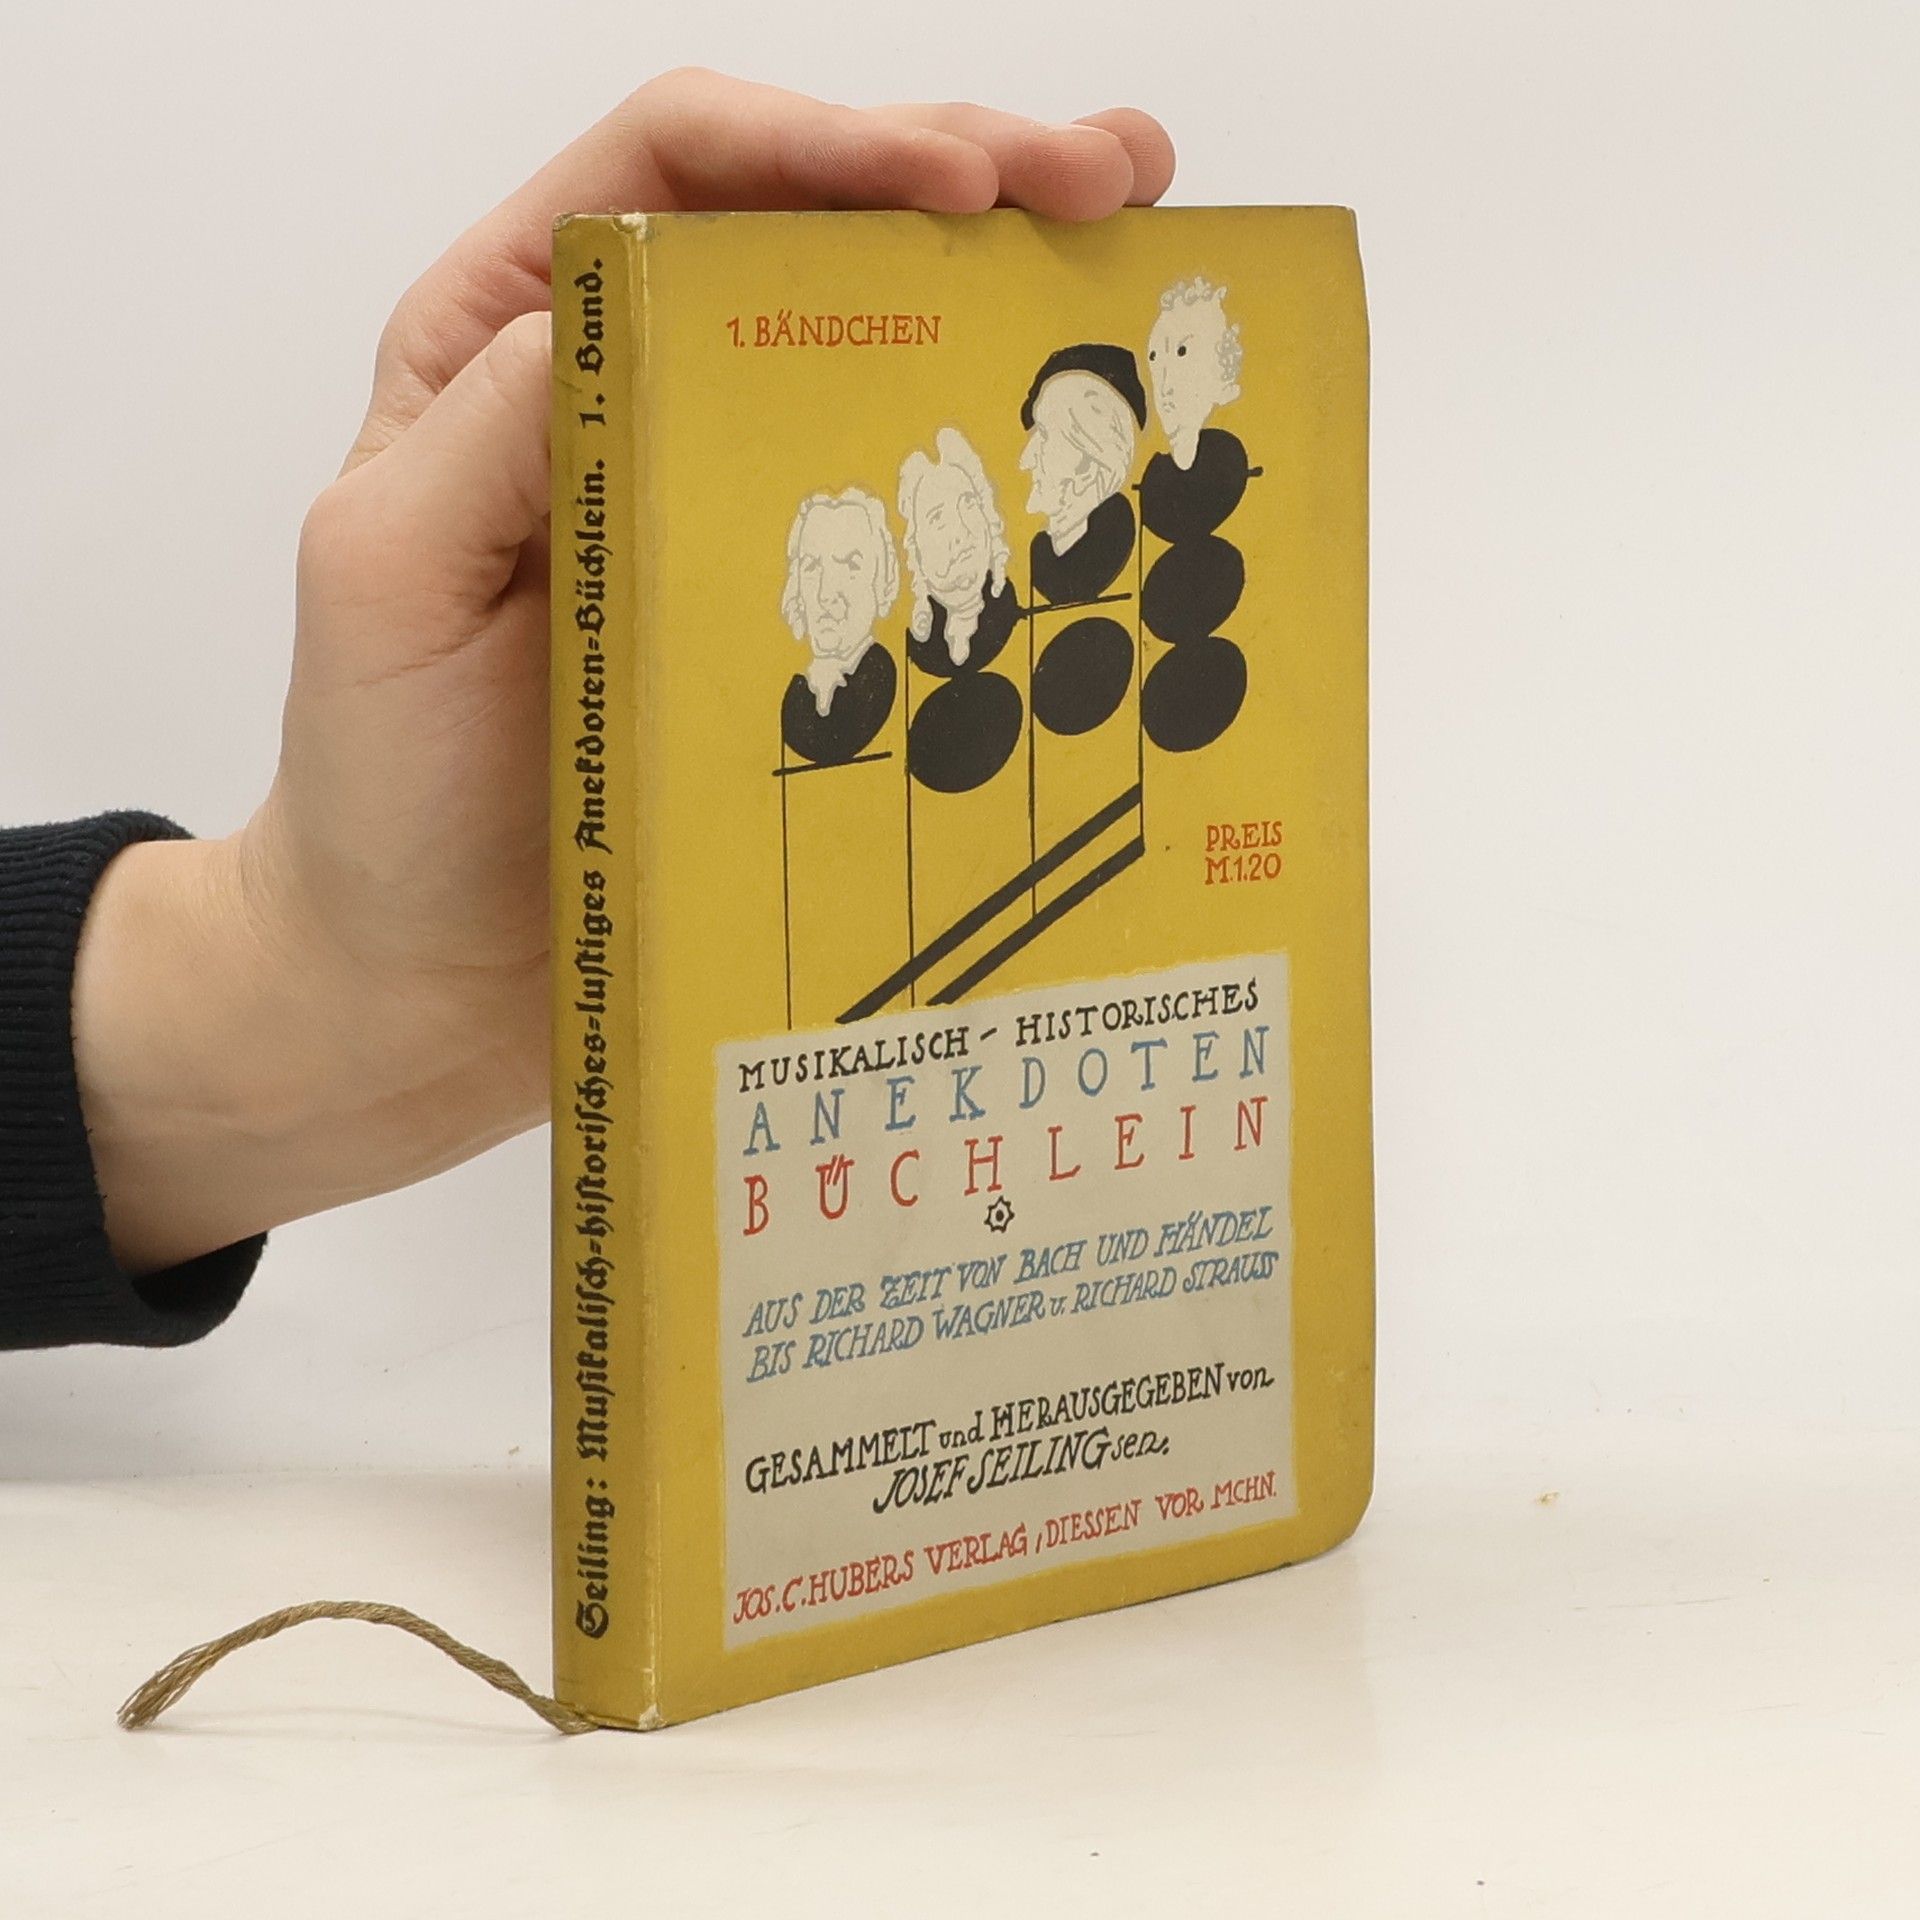 Seiling: Musikalisch-historisches-lustiges Anekdoten-Büchlein. 1. Band.
1. BÄNDCHEN
PREIS
M.1.20
MUSIKALISCH - HISTORISCHES
ANEKDOTEN
BÜCHLEIN
AUS DER ZEIT VON BACH UND HÄNDEL
BIS RICHARD WAGNER u. RICHARD STRAUSS
GESAMMELT und HERAUSGEGEBEN von
JOSEF SEILING sen.
JOS. C. HUBERS VERLAG, DIESSEN VOR MCHN.